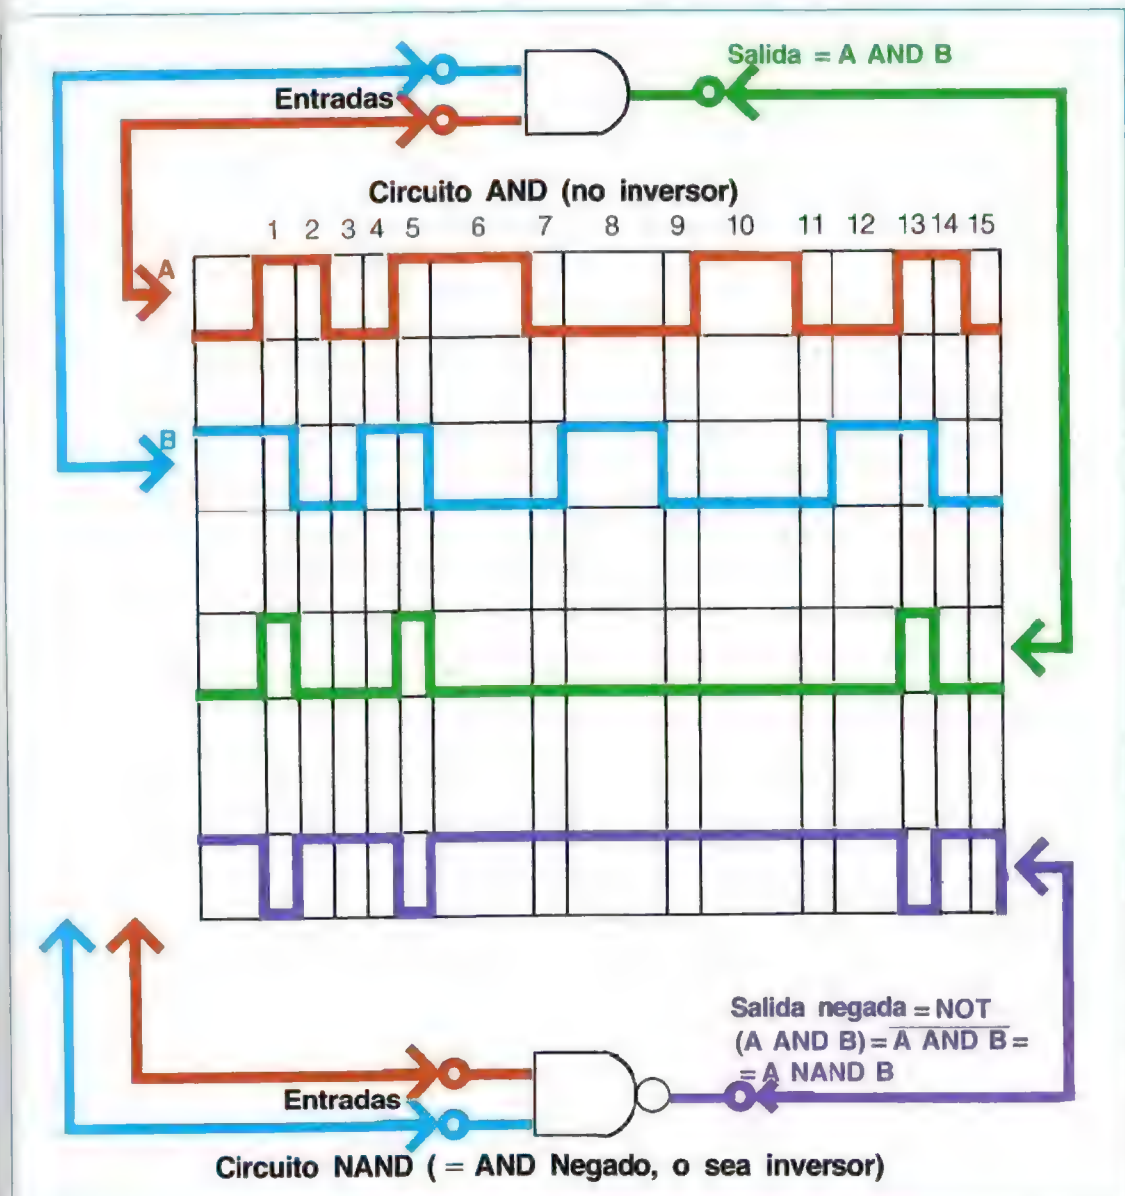 Salida = A AND B
Entradas
Circuito AND (no inversor)
1 2 3 4 5 6 7 8 9 10 11 12 13 14 15
A
B
Salida negada = NOT
(A AND B) = A AND B =
= A NAND B
Entradas
Circuito NAND ( = AND Negado, o sea inversor)